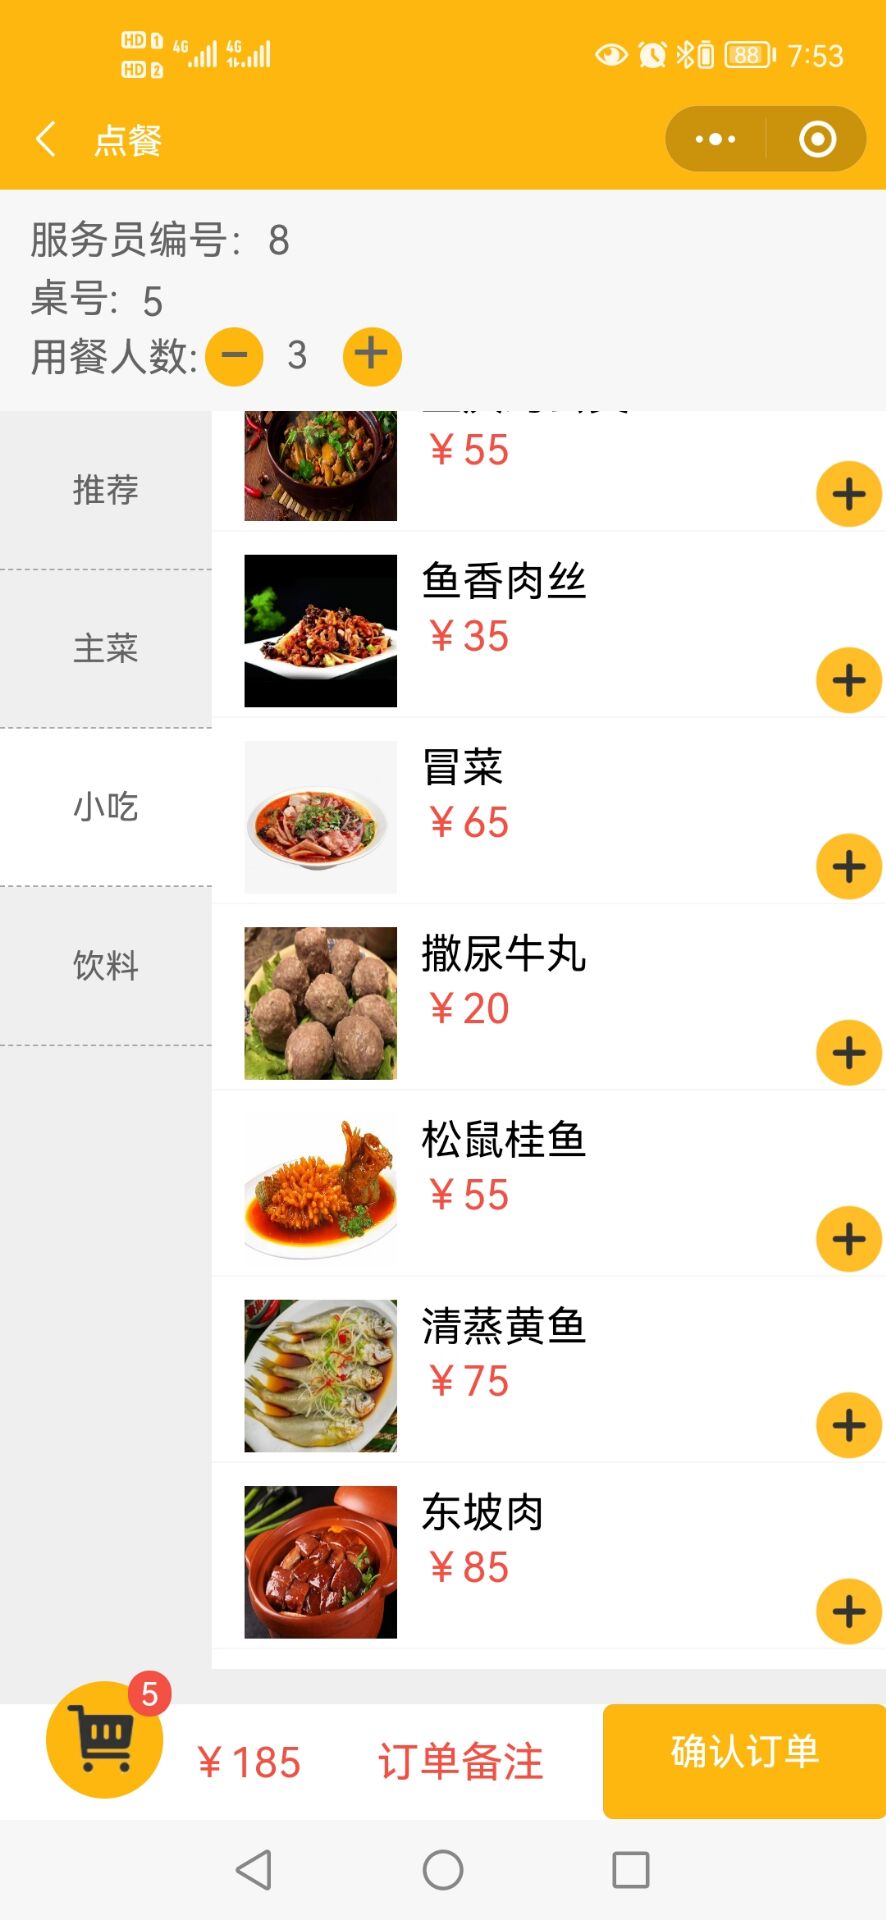 HD 1 4G 4G
HD 2
88 7:53
点餐
服务员编号：8
桌号：5
用餐人数: － 3 ＋
推荐
主菜
小吃
饮料
￥55
鱼香肉丝
￥35
冒菜
￥65
撒尿牛丸
￥20
松鼠桂鱼
￥55
清蒸黄鱼
￥75
东坡肉
￥85
5
￥185 订单备注 确认订单